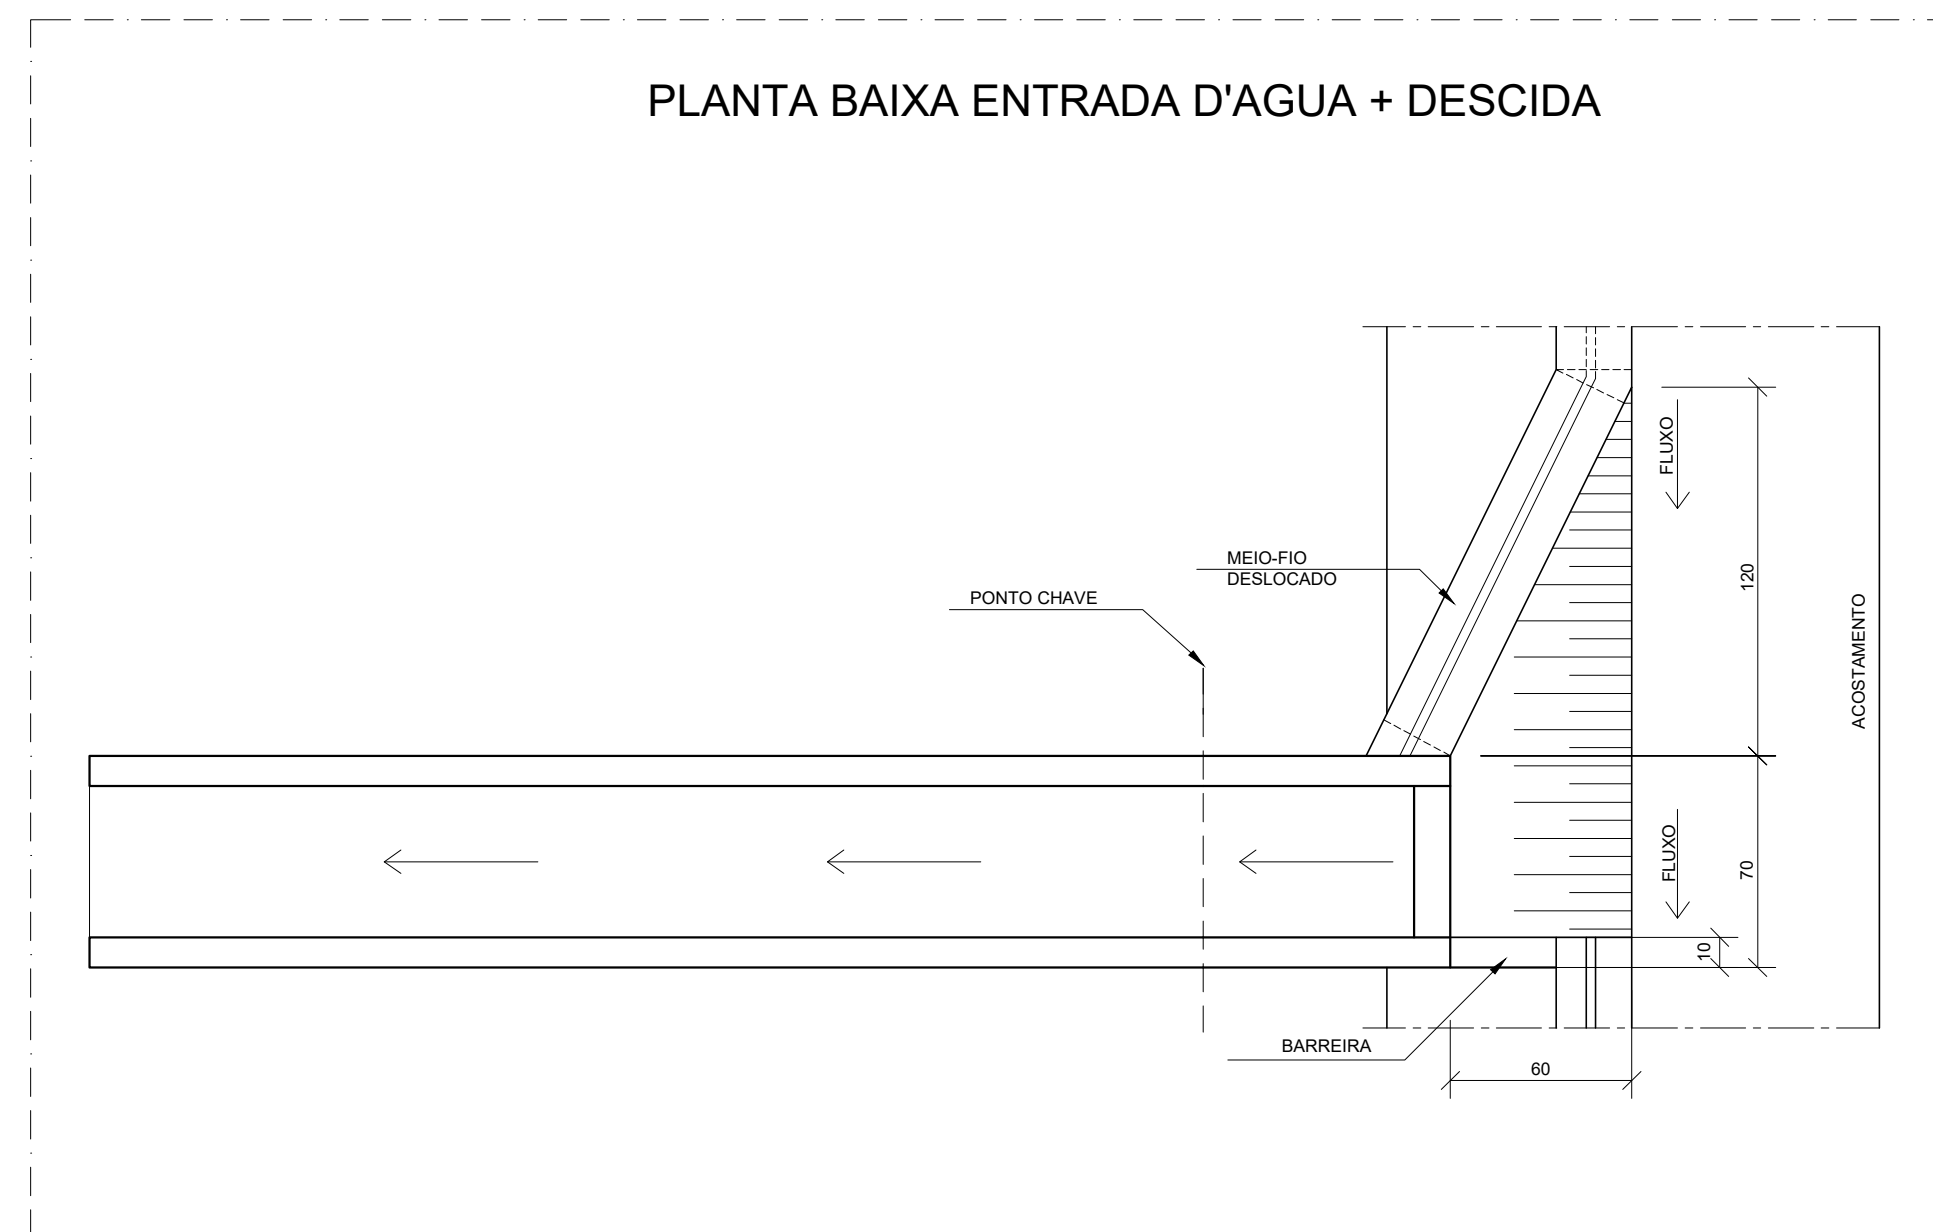 PLANTA BAIXA ENTRADA D'AGUA + DESCIDA
FLUXO
MEIO-FIO
DESLOCADO
120
PONTO CHAVE
ACOSTAMENTO
FLUXO
70
10
BARREIRA
60